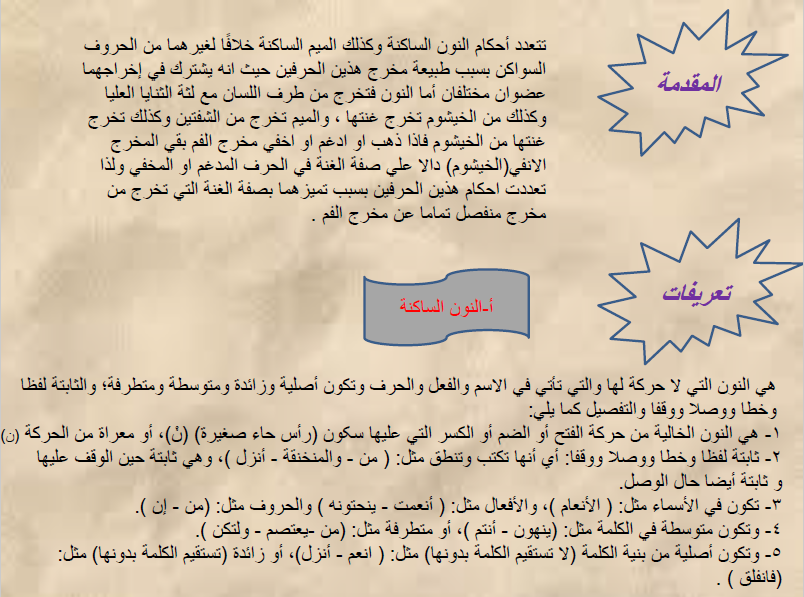 المقدمة
تتعدد أحكام النون الساكنة وكذلك الميم الساكنة خلافًا لغيرهما من الحروف
السواكن بسبب طبيعة مخرج هذين الحرفين حيث انه يشترك في إخراجهما
عضوان مختلفان أما النون فتخرج من طرف اللسان مع لثة الثنايا العليا
وكذلك من الخيشوم تخرج غنتها ، والميم تخرج من الشفتين وكذلك تخرج
غنتها من الخيشوم فاذا ذهب او ادغم او اخفي مخرج الفم بقي المخرج
الانفي(الخيشوم) دالا علي صفة الغنة في الحرف المدغم او المخفي ولذا
تعددت احكام هذين الحرفين بسبب تميزهما بصفة الغنة التي تخرج من
مخرج منفصل تماما عن مخرج الفم .
تعريفات
أ-النون الساكنة
هي النون التي لا حركة لها والتي تأتي في الاسم والفعل والحرف وتكون أصلية وزائدة ومتوسطة ومتطرفة؛ والثابتة لفظا
وخطا ووصلا ووقفا والتفصيل كما يلي:
١- هي النون الخالية من حركة الفتح أو الضم أو الكسر التي عليها سكون (رأس حاء صغيرة) (نْ)، أو معراة من الحركة (ن)
٢- ثابتة لفظا وخطا ووصلا ووقفا: أي أنها تكتب وتنطق مثل: ( من - والمنخنقة - أنزل )، وهي ثابتة حين الوقف عليها
و ثابتة أيضا حال الوصل.
٣- تكون في الأسماء مثل: ( الأنعام )، والأفعال مثل: ( أنعمت - ينحتونه ) والحروف مثل: (من - إن ).
٤- وتكون متوسطة في الكلمة مثل: (ينهون - أنتم )، أو متطرفة مثل: (من -يعتصم - ولتكن ).
٥- وتكون أصلية من بنية الكلمة (لا تستقيم الكلمة بدونها) مثل: ( انعم - أنزل)، أو زائدة (تستقيم الكلمة بدونها) مثل:
(فانفلق ) .